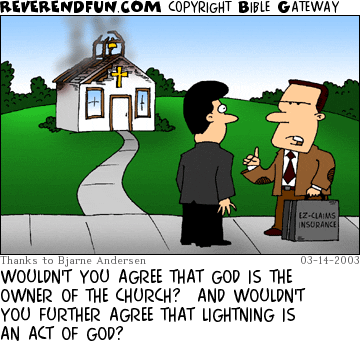 REVERENDFUN.COM COPYRIGHT BIBLE GATEWAY
EZ-CLAIMS
INSURANCE
Thanks to Bjarne Andersen 03-14-2003
WOULDN'T YOU AGREE THAT GOD IS THE
OWNER OF THE CHURCH? AND WOULDN'T
YOU FURTHER AGREE THAT LIGHTNING IS
AN ACT OF GOD?